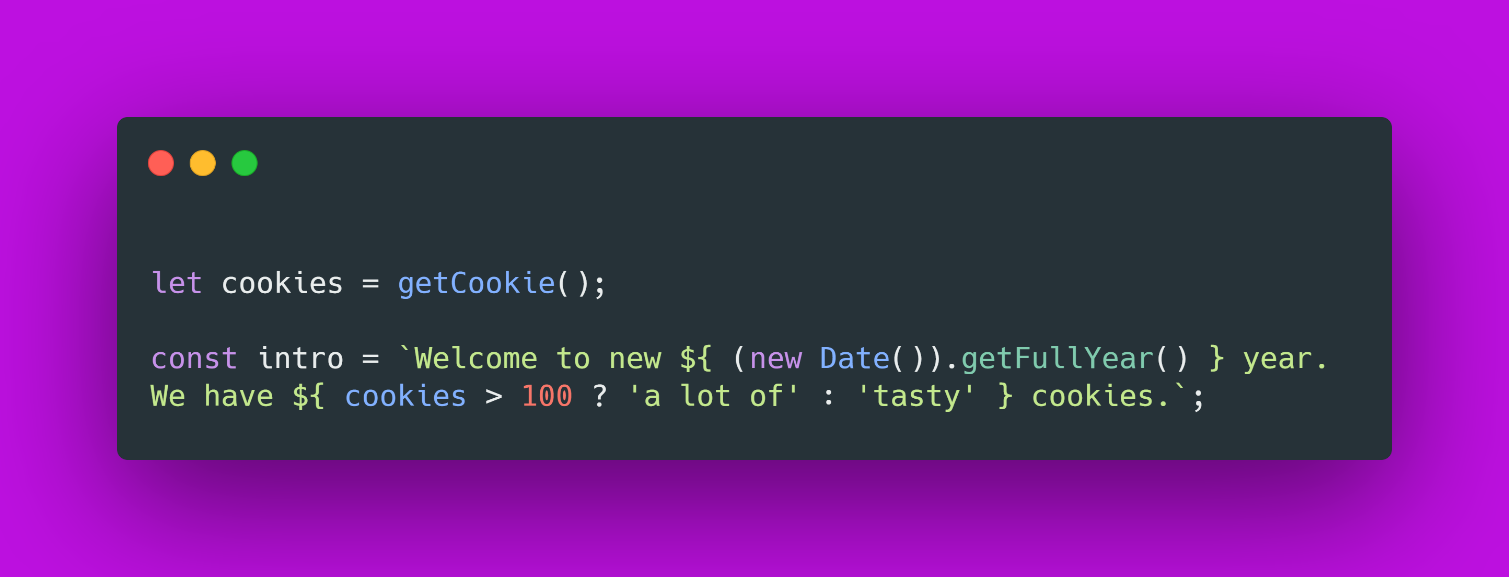 let cookies = getCookie();
const intro = `Welcome to new ${ (new Date()).getFullYear() } year.
We have ${ cookies > 100 ? 'a lot of' : 'tasty' } cookies.`;